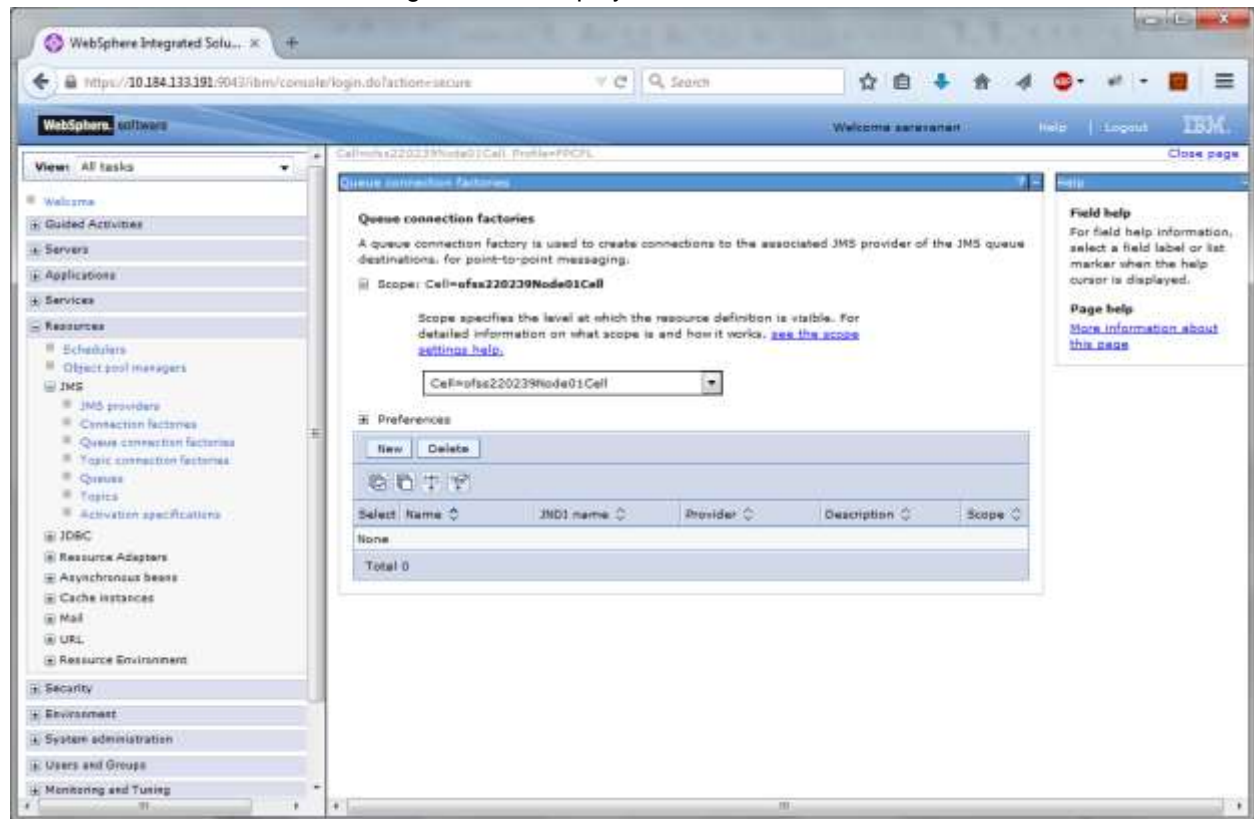 WebSphere Integrated Solu... × +
https://10.184.133.191:9043/ibm/console/login.do?action=secure
Search
WebSphere. software
Welcome saravanan
Help | Logout
IBM.
View: All tasks
Welcome
Guided Activities
Servers
Applications
Services
Resources
Schedulers
Object pool managers
JMS
JMS providers
Connection factories
Queue connection factories
Topic connection factories
Queues
Topics
Activation specifications
JDBC
Resource Adapters
Asynchronous beans
Cache instances
Mail
URL
Resource Environment
Security
Environment
System administration
Users and Groups
Monitoring and Tuning
Close page
Queue connection factories
? -
Queue connection factories
A queue connection factory is used to create connections to the associated JMS provider of the JMS queue
destinations, for point-to-point messaging.
Scope: Cell=ofss220239Node01Cell
Scope specifies the level at which the resource definition is visible. For
detailed information on what scope is and how it works, see the scope
settings help.
Cell=ofss220239Node01Cell
Preferences
New Delete
Select Name JNDI name Provider Description Scope
None
Total 0
Help
Field help
For field help information,
select a field label or list
marker when the help
cursor is displayed.
Page help
More information about
this page